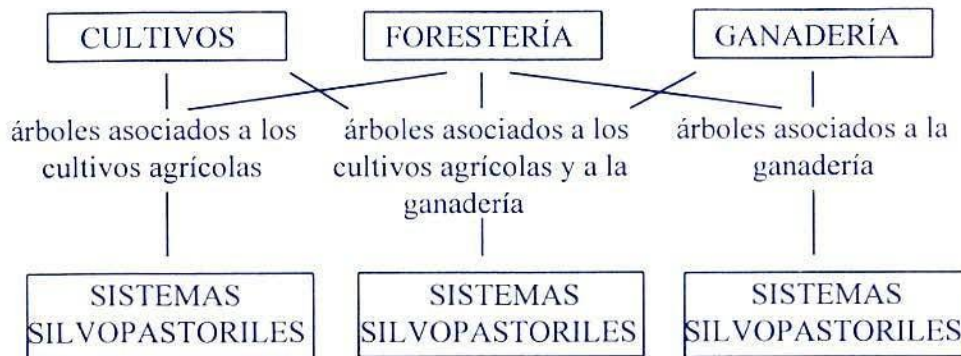 CULTIVOS FORESTERÍA GANADERÍA
árboles asociados a los
cultivos agrícolas
árboles asociados a los
cultivos agrícolas y a la
ganadería
árboles asociados a la
ganadería
SISTEMAS
SILVOPASTORILES
SISTEMAS
SILVOPASTORILES
SISTEMAS
SILVOPASTORILES